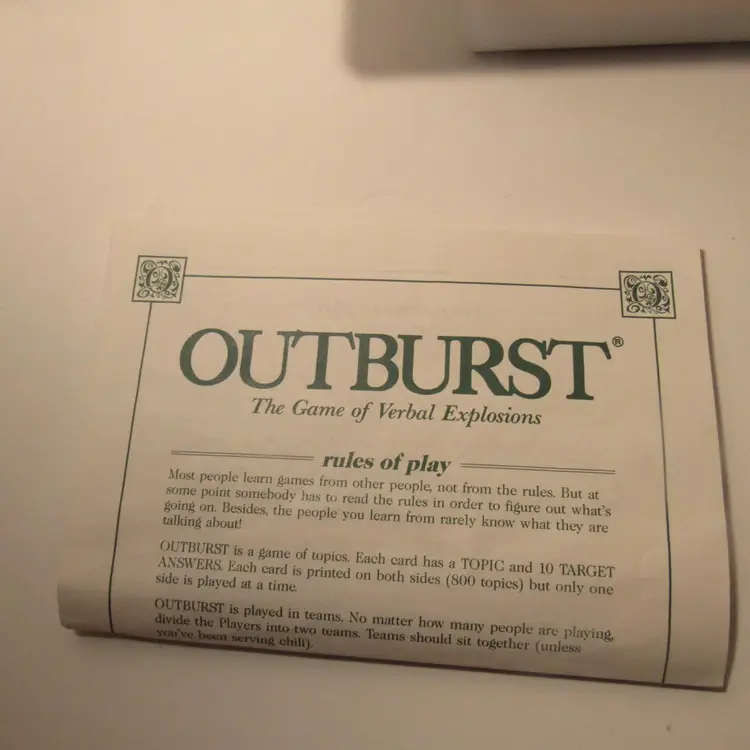 OUTBURST®
The Game of Verbal Explosions
rules of play
Most people learn games from other people, not from the rules. But at
some point somebody has to read the rules in order to figure out what's
going on. Besides, the people you learn from rarely know what they are
talking about!
OUTBURST is a game of topics. Each card has a TOPIC and 10 TARGET
ANSWERS. Each card is printed on both sides (800 topics) but only one
side is played at a time.
OUTBURST is played in teams. No matter how many people are playing,
divide the Players into two teams. Teams should sit together (unless
you've been serving chili).